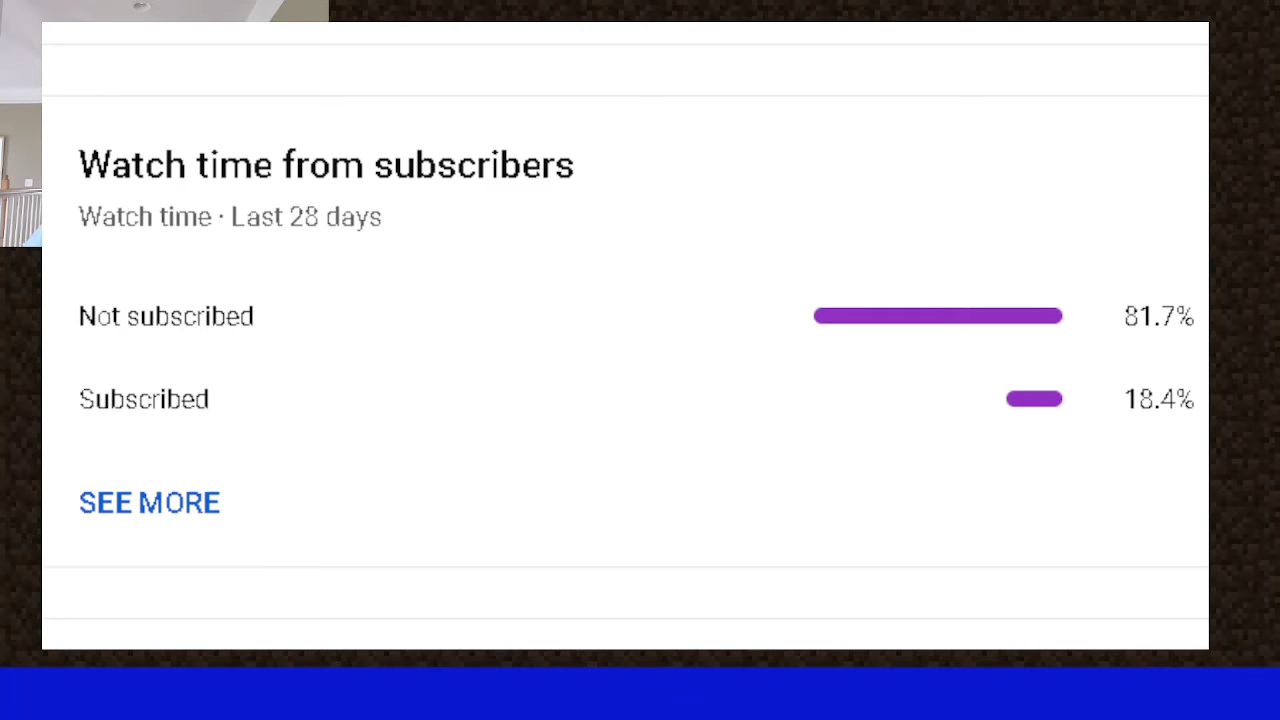 Watch time from subscribers
Watch time · Last 28 days
Not subscribed 81.7%
Subscribed 18.4%
SEE MORE